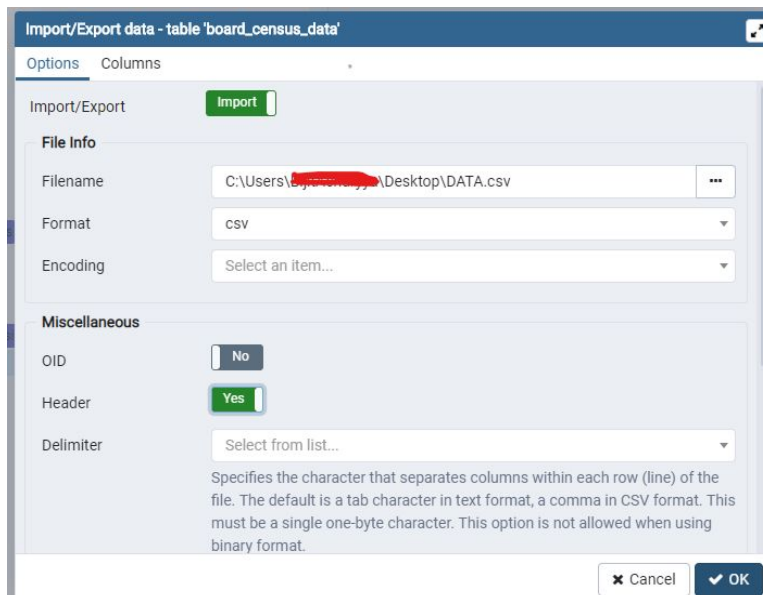 Import/Export data - table 'board_census_data'
Options Columns
Import/Export Import
File Info
Filename C:\Users\ \Desktop\DATA.csv
Format csv
Encoding Select an item...
Miscellaneous
OID No
Header Yes
Delimiter Select from list...
Specifies the character that separates columns within each row (line) of the
file. The default is a tab character in text format, a comma in CSV format. This
must be a single one-byte character. This option is not allowed when using
binary format.
Cancel OK